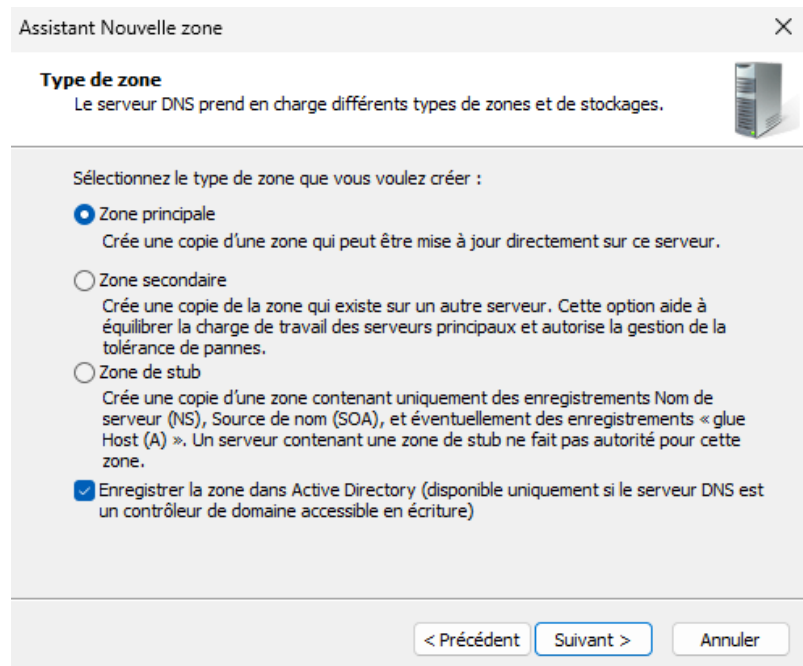 Assistant Nouvelle zone
Type de zone
Le serveur DNS prend en charge différents types de zones et de stockages.
Sélectionnez le type de zone que vous voulez créer :
Zone principale
Crée une copie d'une zone qui peut être mise à jour directement sur ce serveur.
Zone secondaire
Crée une copie de la zone qui existe sur un autre serveur. Cette option aide à
équilibrer la charge de travail des serveurs principaux et autorise la gestion de la
tolérance de pannes.
Zone de stub
Crée une copie d'une zone contenant uniquement des enregistrements Nom de
serveur (NS), Source de nom (SOA), et éventuellement des enregistrements « glue
Host (A) ». Un serveur contenant une zone de stub ne fait pas autorité pour cette
zone.
Enregistrer la zone dans Active Directory (disponible uniquement si le serveur DNS est
un contrôleur de domaine accessible en écriture)
< Précédent Suivant > Annuler